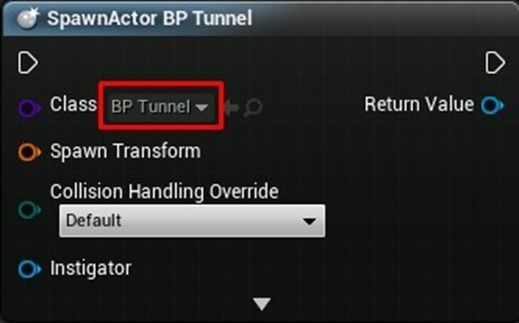 SpawnActor BP Tunnel
Class BP Tunnel Return Value
Spawn Transform
Collision Handling Override
Default
Instigator